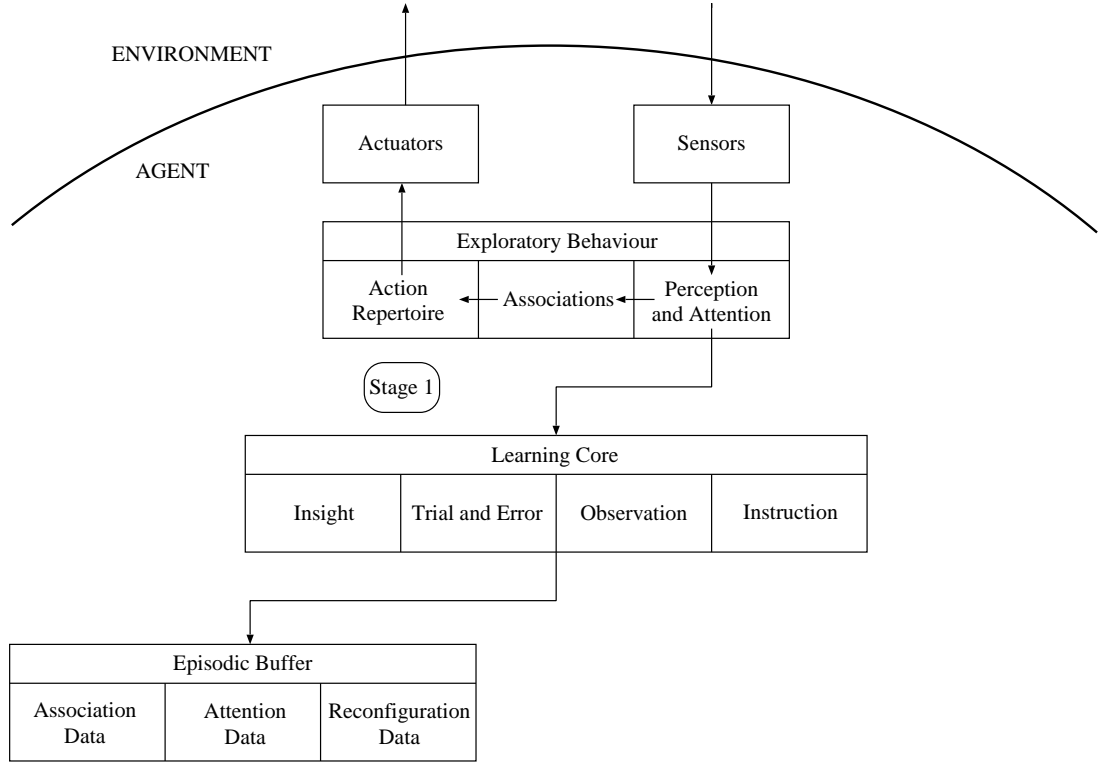 ENVIRONMENT
AGENT
Actuators
Sensors
Exploratory Behaviour
Action
Repertoire
Associations
Perception
and Attention
Stage 1
Learning Core
Insight
Trial and Error
Observation
Instruction
Episodic Buffer
Association
Data
Attention
Data
Reconfiguration
Data